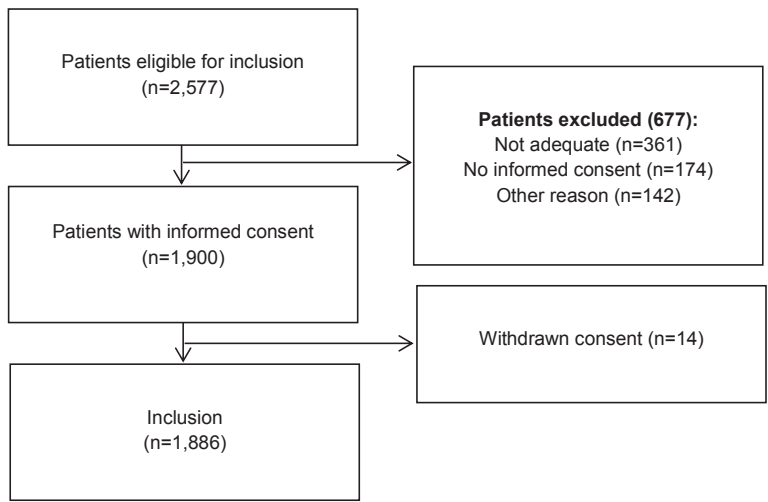 Patients eligible for inclusion
(n=2,577)
Patients excluded (677):
Not adequate (n=361)
No informed consent (n=174)
Other reason (n=142)
Patients with informed consent
(n=1,900)
Withdrawn consent (n=14)
Inclusion
(n=1,886)